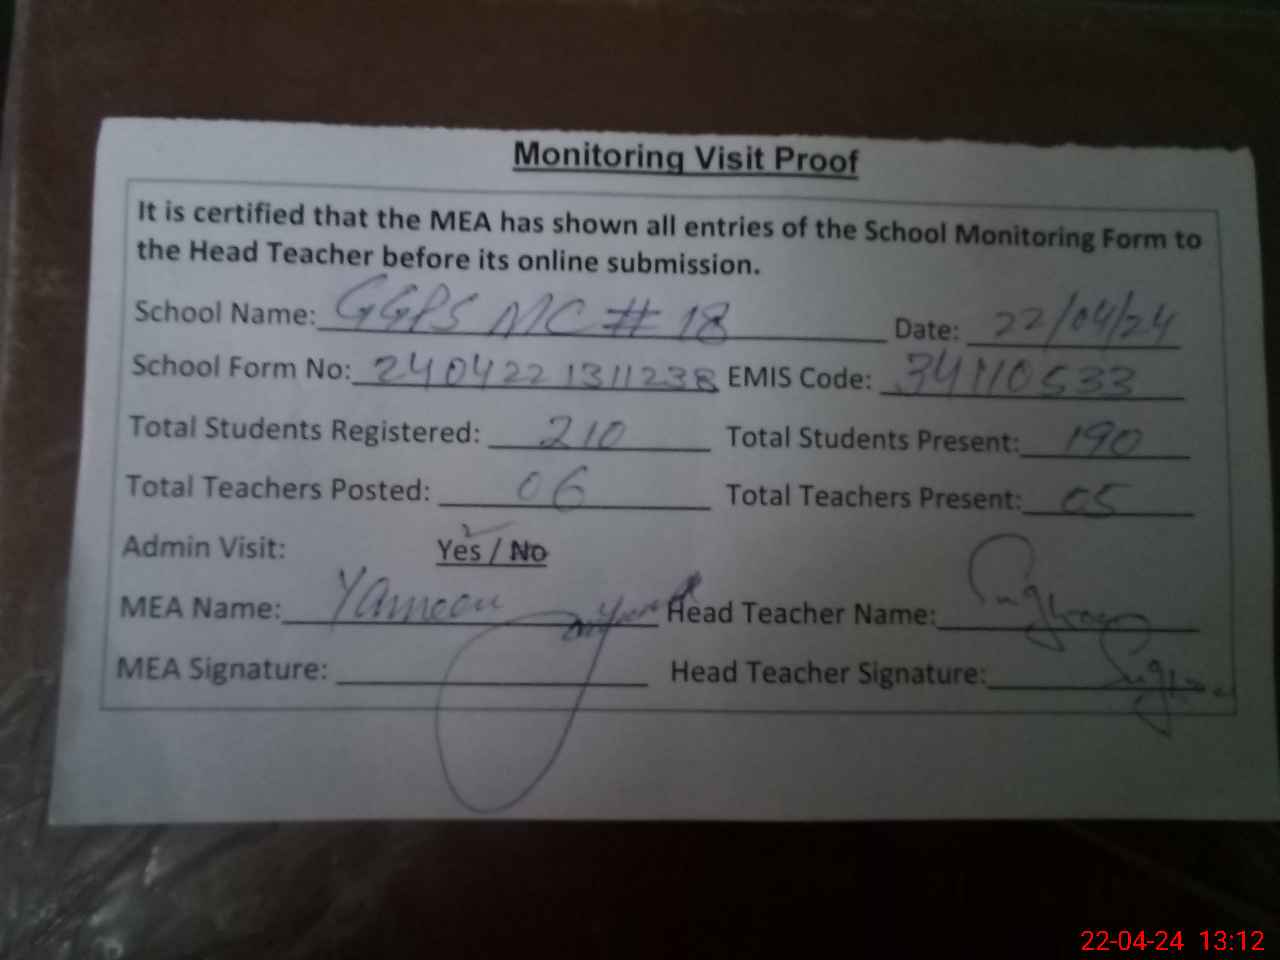 Monitoring Visit Proof
It is certified that the MEA has shown all entries of the School Monitoring Form to
the Head Teacher before its online submission.
School Name: GGPS MC # 18 Date: 22/04/24
School Form No: 2404221311238 EMIS Code: 34110533
Total Students Registered: 210 Total Students Present: 190
Total Teachers Posted: 06 Total Teachers Present: 05
Admin Visit: Yes / No
MEA Name: Yameen Head Teacher Name:
MEA Signature: Head Teacher Signature:
22-04-24 13:12